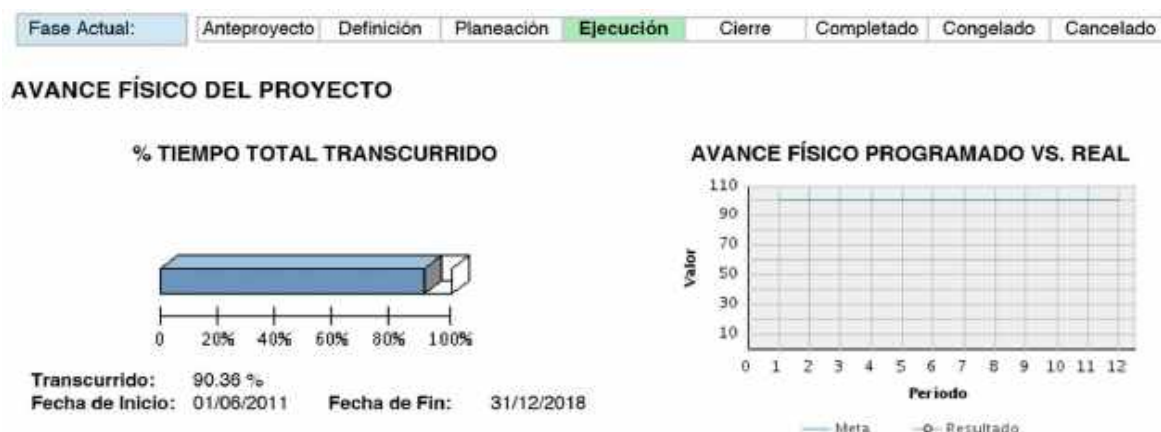 Fase Actual: Anteproyecto Definición Planeación Ejecución Cierre Completado Congelado Cancelado
AVANCE FÍSICO DEL PROYECTO
% TIEMPO TOTAL TRANSCURRIDO
0 20% 40% 60% 80% 100%
Transcurrido: 90.36 %
Fecha de Inicio: 01/06/2011 Fecha de Fin: 31/12/2018
AVANCE FÍSICO PROGRAMADO VS. REAL
110
90
70
50
30
10
Valor
0 1 2 3 4 5 6 7 8 9 10 11 12
Periodo
Meta Resultado